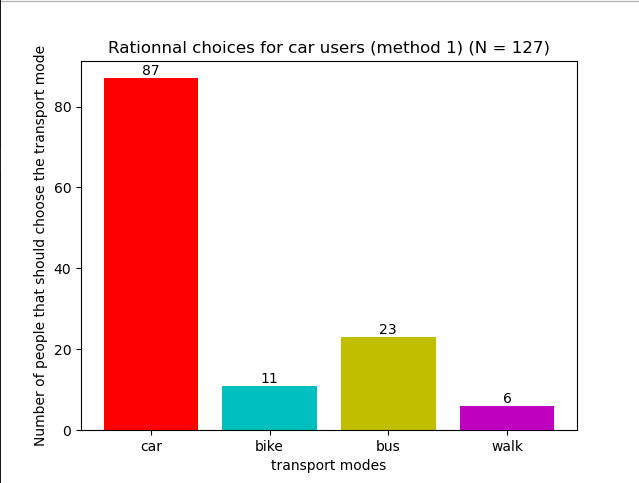 Rationnal choices for car users (method 1) (N = 127)
Number of people that should choose the transport mode
80
60
40
20
0
87
11
23
6
car bike bus walk
transport modes